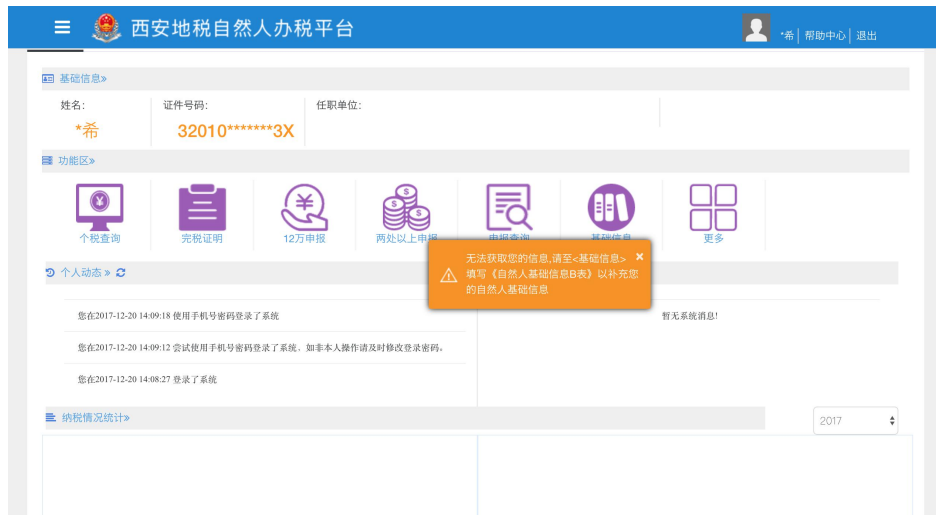 西安地税自然人办税平台
*希│帮助中心│退出
基础信息»
姓名: 证件号码: 任职单位:
*希 32010*******3X
功能区»
个税查询 完税证明 12万申报 两处以上申报 申报查询 基础信息 更多
无法获取您的信息,请至<基础信息> ×
填写《自然人基础信息B表》以补充您
的自然人基础信息
个人动态»
您在2017-12-20 14:09:18 使用手机号密码登录了系统 暂无系统消息!
您在2017-12-20 14:09:12 尝试使用手机号密码登录了系统。如非本人操作请及时修改登录密码。
您在2017-12-20 14:08:27 登录了系统
纳税情况统计» 2017